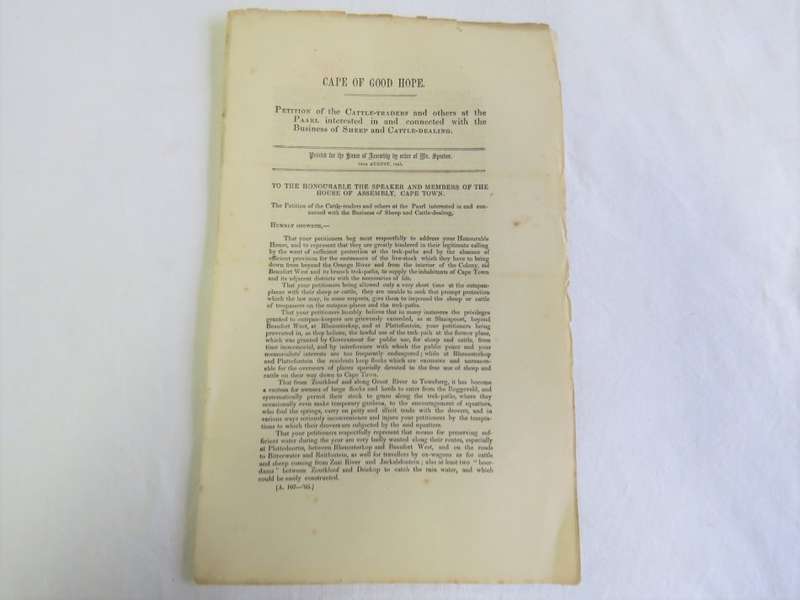 CAPE OF GOOD HOPE.
PETITION of the CATTLE-TRADERS and others at the
PAARL interested in and connected with the
Business of SHEEP and CATTLE-DEALING.
Printed for the House of Assembly by order of Mr. Speaker.
AUGUST,
TO THE HONOURABLE THE SPEAKER AND MEMBERS OF THE
HOUSE OF ASSEMBLY, CAPE TOWN.
The Petition of the Cattle-traders and others at the Paarl interested in and con-
nected with the Business of Sheep and Cattle-dealing,
HUMBLY SHOWETH,—
That your petitioners beg most respectfully to address your Honourable
House, and to represent that they are greatly hindered in their legitimate calling
by the want of sufficient protection at the trek-paths and by the absence of
efficient provision for the sustenance of the live-stock which they have to bring
down from beyond the Orange River and from the interior of the Colony, viâ
Beaufort West and its branch trek-paths, to supply the inhabitants of Cape Town
and its adjacent districts with the necessities of life.
That your petitioners being allowed only a very short time at the outspan-
places with their sheep or cattle, they are unable to seek that prompt protection
which the law may, in some respects, give them to impound the sheep or cattle
of trespassers on the outspan-places and the trek-paths.
That your petitioners humbly believe that in many instances the privileges
granted to outspan-keepers are grievously exceeded, as at Slangspoort, beyond
Beaufort West, at Rhenosterkop, and at Plattefontein, your petitioners being
prevented in, as they believe, the lawful use of the trek path at the former place,
which was granted by Government for public use, for sheep and cattle, from
time immemorial, and by interference with which the public peace and your
memorialists' interests are too frequently endangered; while at Rhenosterkop
and Plattefontein the residents keep flocks which are excessive and unreason-
able for the overseers of places specially devoted to the free use of sheep and
cattle on their way down to Cape Town.
That from Zoutkloof and along Groot River to Touwberg, it has become
a custom for owners of large flocks and herds to enter from the Roggeveld, and
systematically permit their stock to graze along the trek-paths, where they
occasionally even make temporary gardens, to the encouragement of squatters,
who foul the springs, carry on petty and illicit trade with the drovers, and in
various ways seriously inconvenience and injure your petitioners by the tempta-
tions to which their drovers are subjected by the said squatters.
That your petitioners respectfully represent that means for preserving suf-
ficient water during the year are very badly wanted along their routes, especially
at Plattedoorns, between Rhenosterkop and Beaufort West, and on the roads
to Bitterwater and Rietfontein, as well for travellers by ox-wagons as for cattle
and sheep coming from Zout River and Jackalsfontein; also at least two "boer-
dams" between Zoutkloof and Driekop to catch the rain water, and which
could be easily constructed.
[A. 107—'65.]